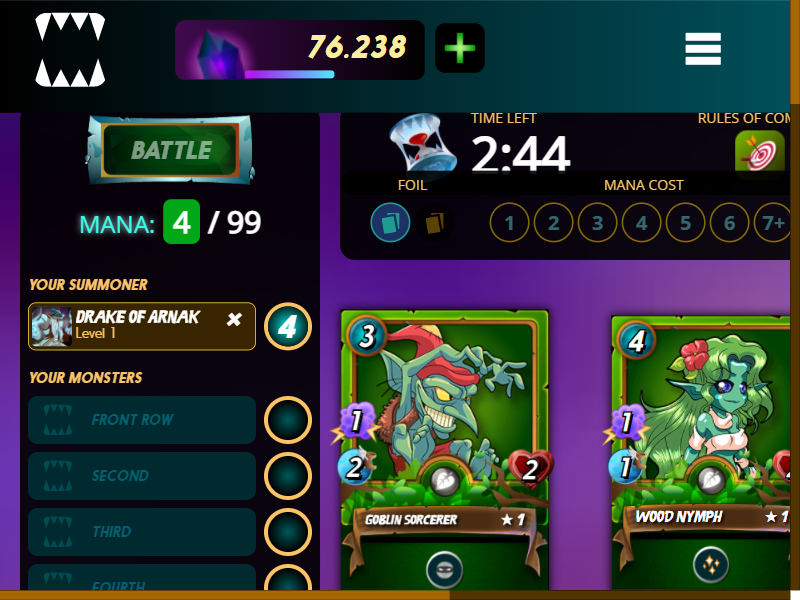 76.238
BATTLE
MANA: 4 / 99
YOUR SUMMONER
DRAKE OF ARNAK
Level 1
4
YOUR MONSTERS
FRONT ROW
SECOND
THIRD
FOURTH
TIME LEFT
2:44
RULES OF COM
FOIL
MANA COST
1 2 3 4 5 6 7+
3
1
2
2
GOBLIN SORCERER ★ 1
4
1
1
WOOD NYMPH ★ 1